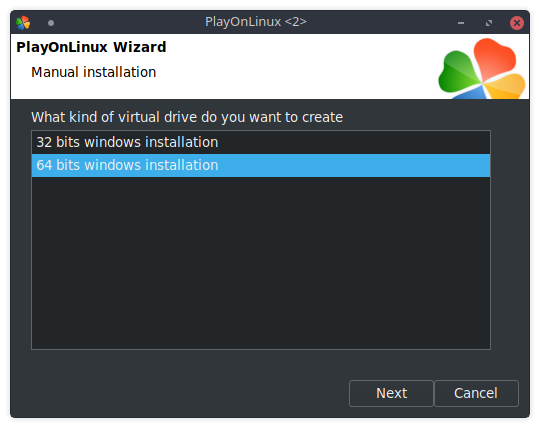 PlayOnLinux <2>
PlayOnLinux Wizard
Manual installation
What kind of virtual drive do you want to create
32 bits windows installation
64 bits windows installation
Next
Cancel